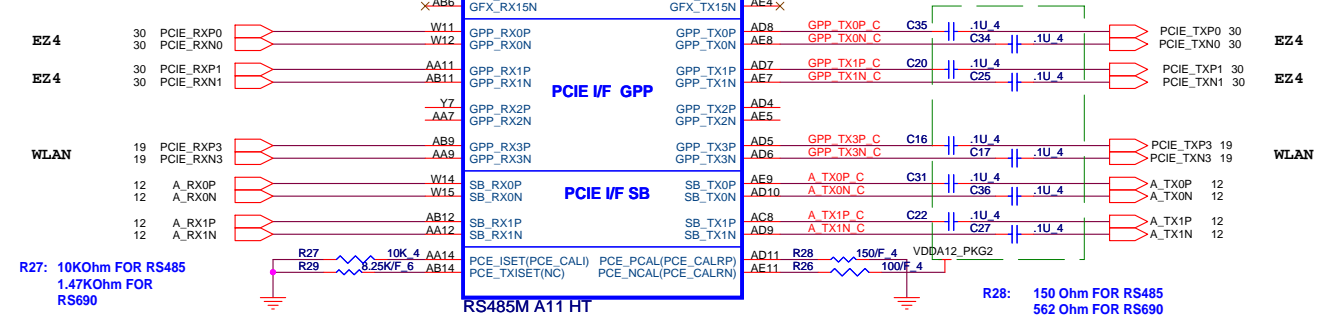 AB6 GFX_RX15N GFX_TX15N AE4
EZ4 30 PCIE_RXP0 W11 GPP_RX0P GPP_TX0P AD8 GPP_TX0P_C C35 .1U_4 PCIE_TXP0 30 EZ4
30 PCIE_RXN0 W12 GPP_RX0N GPP_TX0N AE8 GPP_TX0N_C C34 .1U_4 PCIE_TXN0 30
EZ4 30 PCIE_RXP1 AA11 GPP_RX1P GPP_TX1P AD7 GPP_TX1P_C C20 .1U_4 PCIE_TXP1 30 EZ4
30 PCIE_RXN1 AB11 GPP_RX1N GPP_TX1N AE7 GPP_TX1N_C C25 .1U_4 PCIE_TXN1 30
PCIE I/F GPP
Y7 GPP_RX2P GPP_TX2P AD4
AA7 GPP_RX2N GPP_TX2N AE5
WLAN 19 PCIE_RXP3 AB9 GPP_RX3P GPP_TX3P AD5 GPP_TX3P_C C16 .1U_4 PCIE_TXP3 19 WLAN
19 PCIE_RXN3 AA9 GPP_RX3N GPP_TX3N AD6 GPP_TX3N_C C17 .1U_4 PCIE_TXN3 19
12 A_RX0P W14 SB_RX0P PCIE I/F SB SB_TX0P AE9 A_TX0P_C C31 .1U_4 A_TX0P 12
12 A_RX0N W15 SB_RX0N SB_TX0N AD10 A_TX0N_C C36 .1U_4 A_TX0N 12
12 A_RX1P AB12 SB_RX1P SB_TX1P AC8 A_TX1P_C C22 .1U_4 A_TX1P 12
12 A_RX1N AA12 SB_RX1N SB_TX1N AD9 A_TX1N_C C27 .1U_4 A_TX1N 12
R27 10K_4 AA14 PCE_ISET(PCE_CALI) PCE_PCAL(PCE_CALRP) AD11 R28 150/F_4 VDDA12_PKG2
R29 8.25K/F_6 AB14 PCE_TXISET(NC) PCE_NCAL(PCE_CALRN) AE11 R26 100/F_4
R27: 10KOhm FOR RS485
1.47KOhm FOR
RS690
RS485M A11 HT
R28: 150 Ohm FOR RS485
562 Ohm FOR RS690